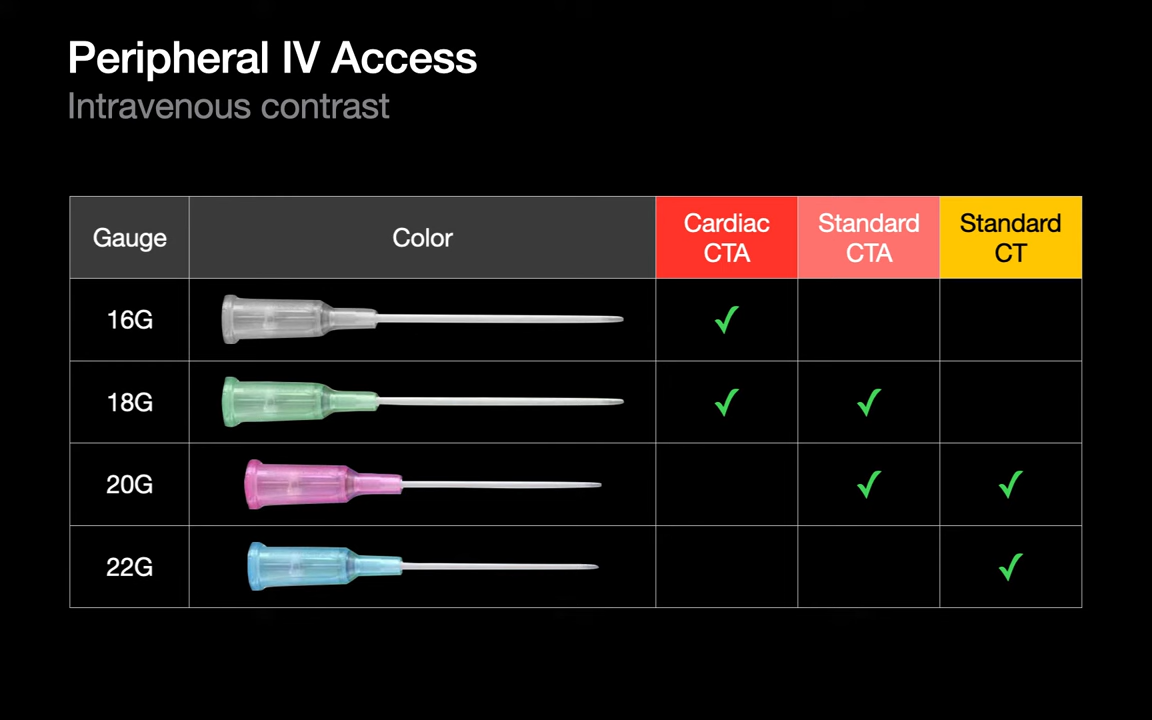 Peripheral IV Access
Intravenous contrast
Gauge
Color
Cardiac
CTA
Standard
CTA
Standard
CT
16G
✓
18G
✓ ✓
20G
✓ ✓
22G
✓